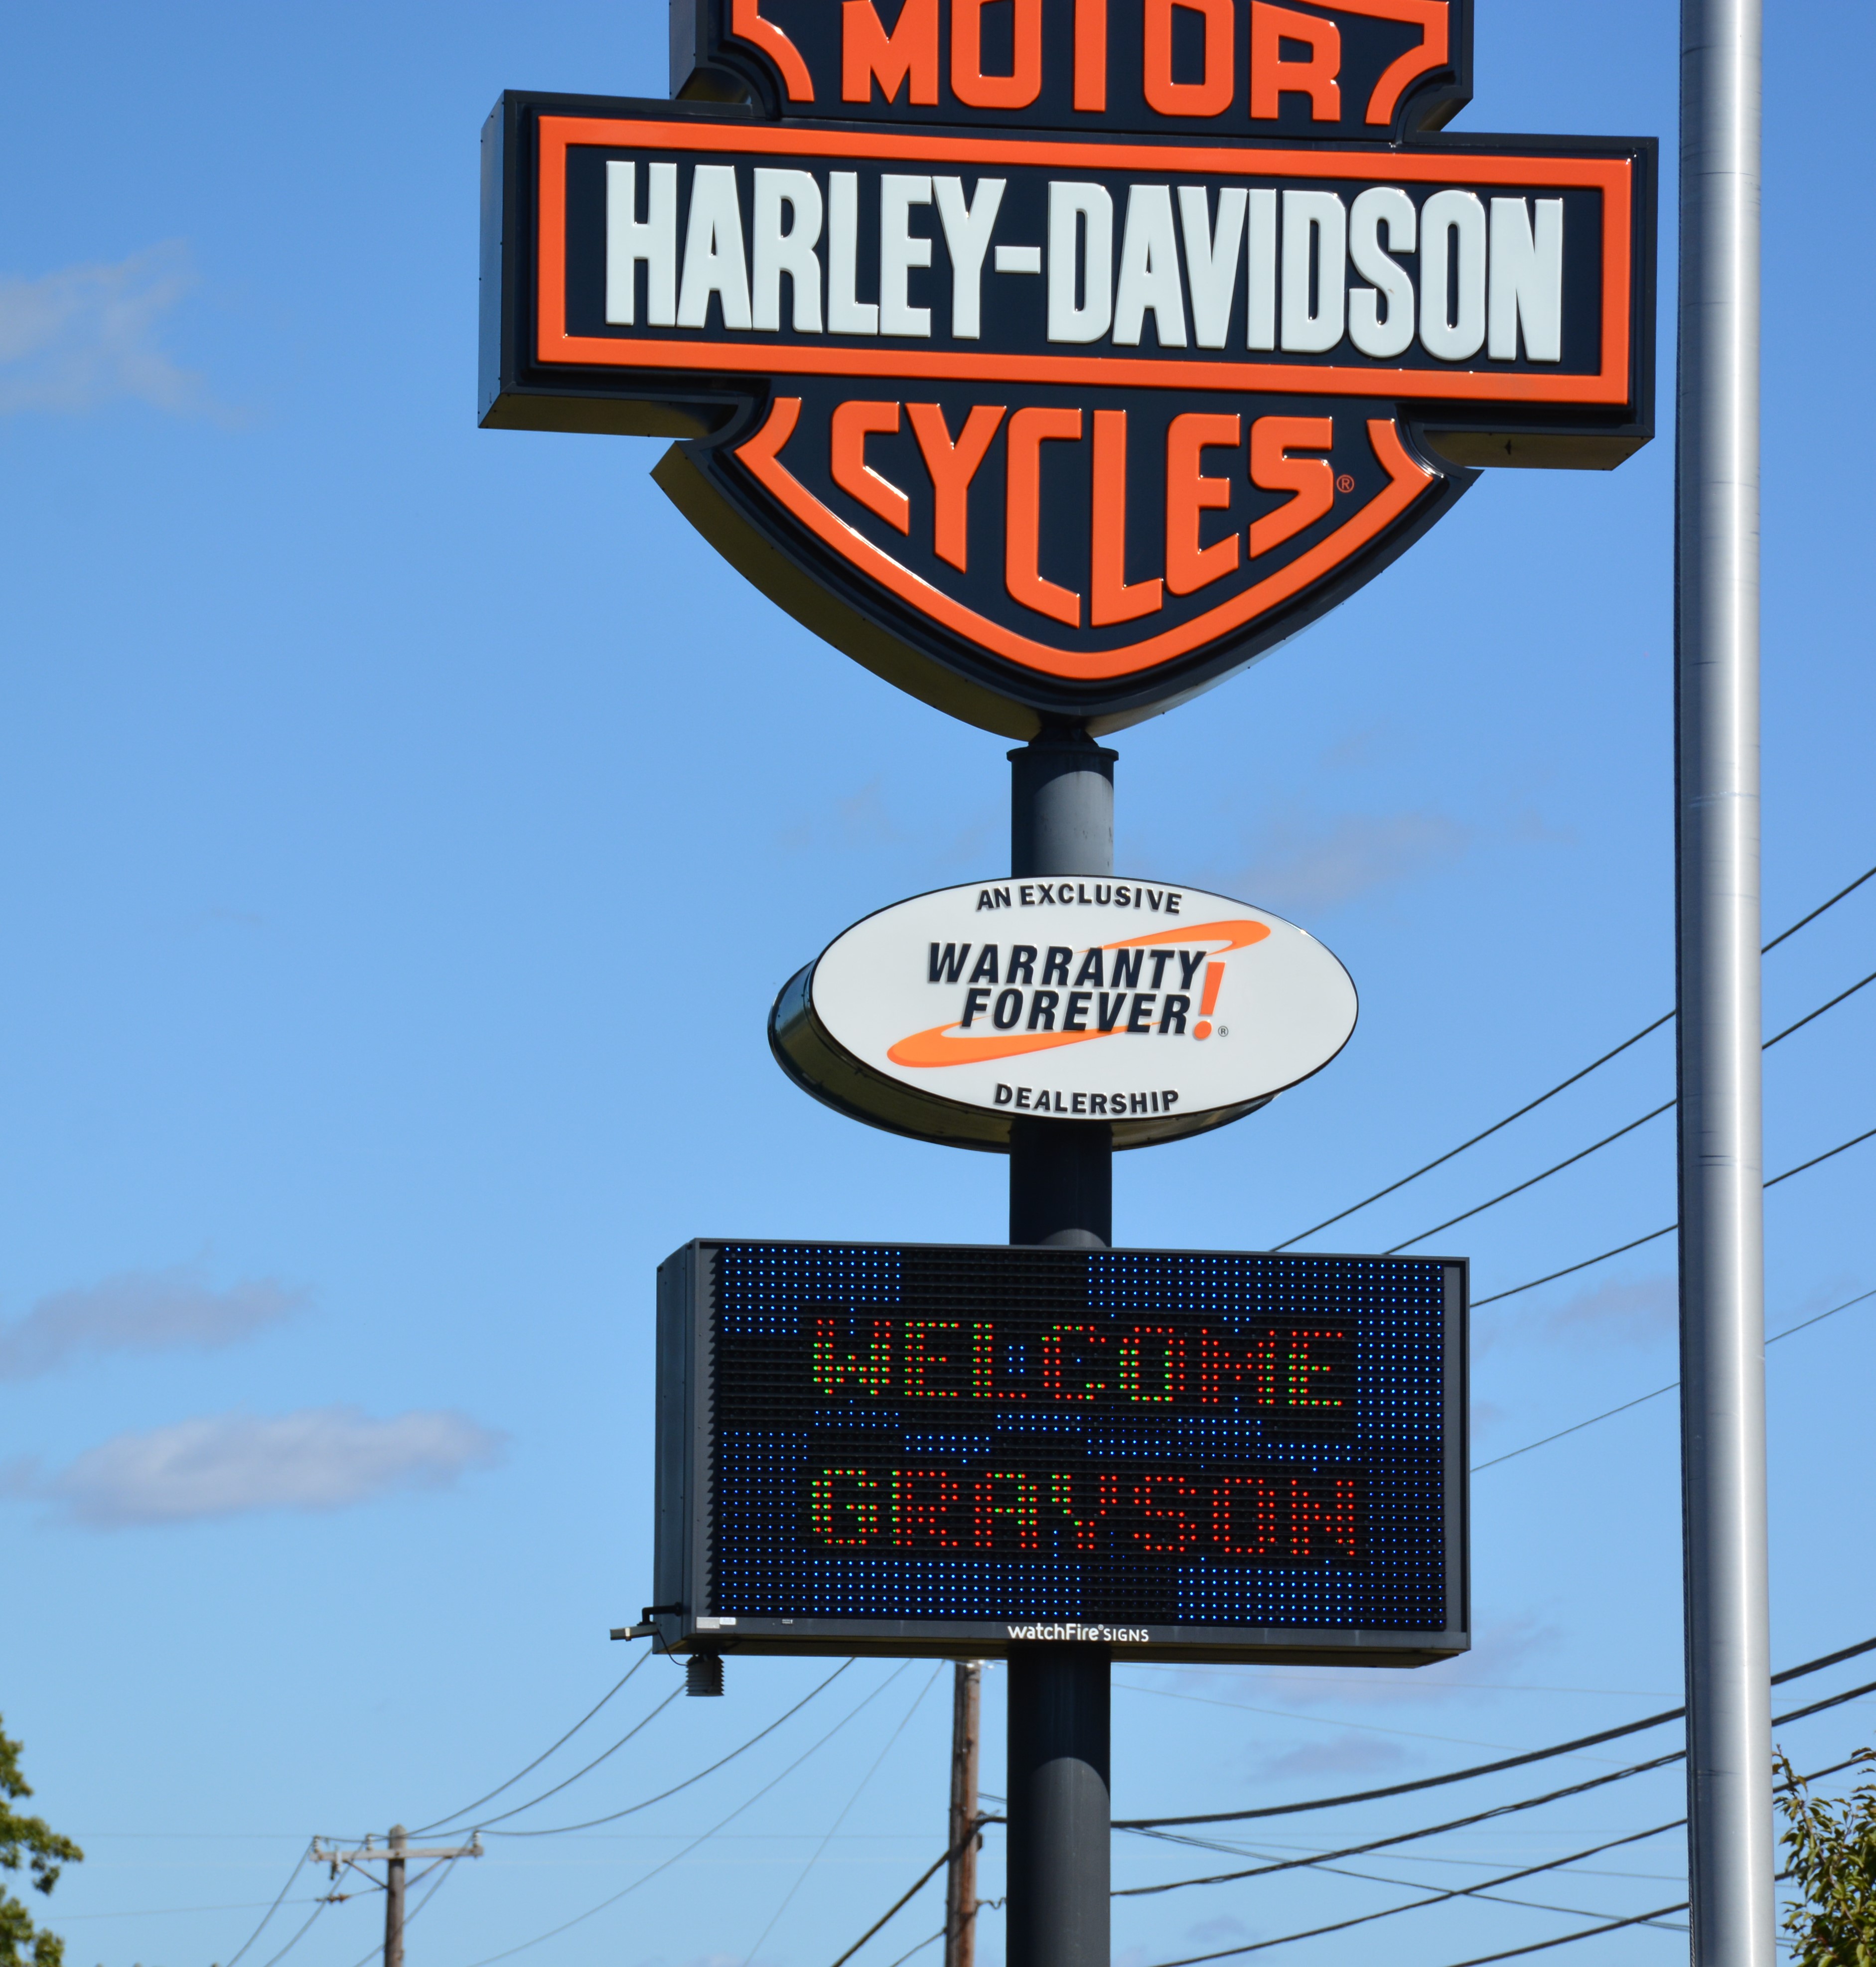 MOTOR
HARLEY-DAVIDSON
CYCLES®
AN EXCLUSIVE
WARRANTY
FOREVER!®
DEALERSHIP
WELCOME
GRAYSON
watchFire® SIGNS